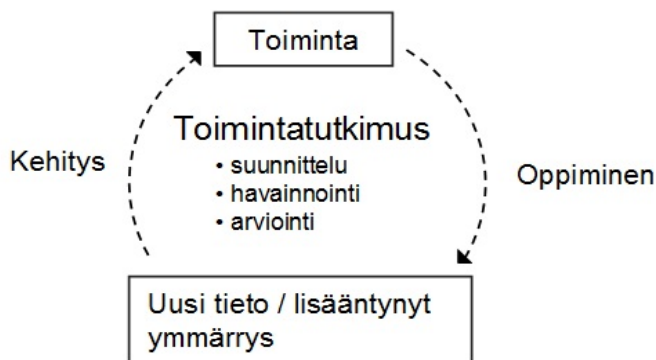 Toiminta
Toimintatutkimus
• suunnittelu
• havainnointi
• arviointi
Kehitys
Oppiminen
Uusi tieto / lisääntynyt
ymmärrys